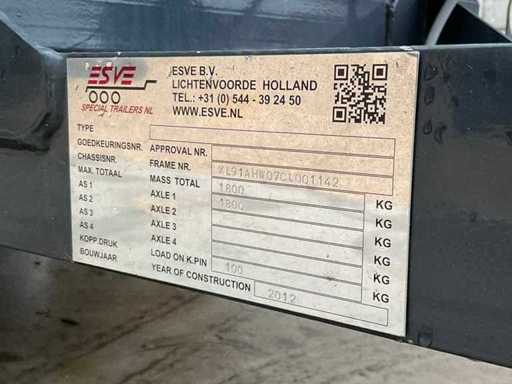 ESVE
SPECIAL TRAILERS NL
ESVE B.V.
LICHTENVOORDE HOLLAND
TEL.: +31 (0) 544 - 39 24 50
WWW.ESVE.NL
TYPE
GOEDKEURINGSNR. APPROVAL NR.
CHASSISNR. FRAME NR. XL91AHW07CL001142
MAX. TOTAAL MASS TOTAL 1800 KG
AS 1 AXLE 1 1800 KG
AS 2 AXLE 2 KG
AS 3 AXLE 3 KG
AS 4 AXLE 4 KG
KOPP.DRUK LOAD ON K.PIN 100 KG
BOUWJAAR YEAR OF CONSTRUCTION 2012